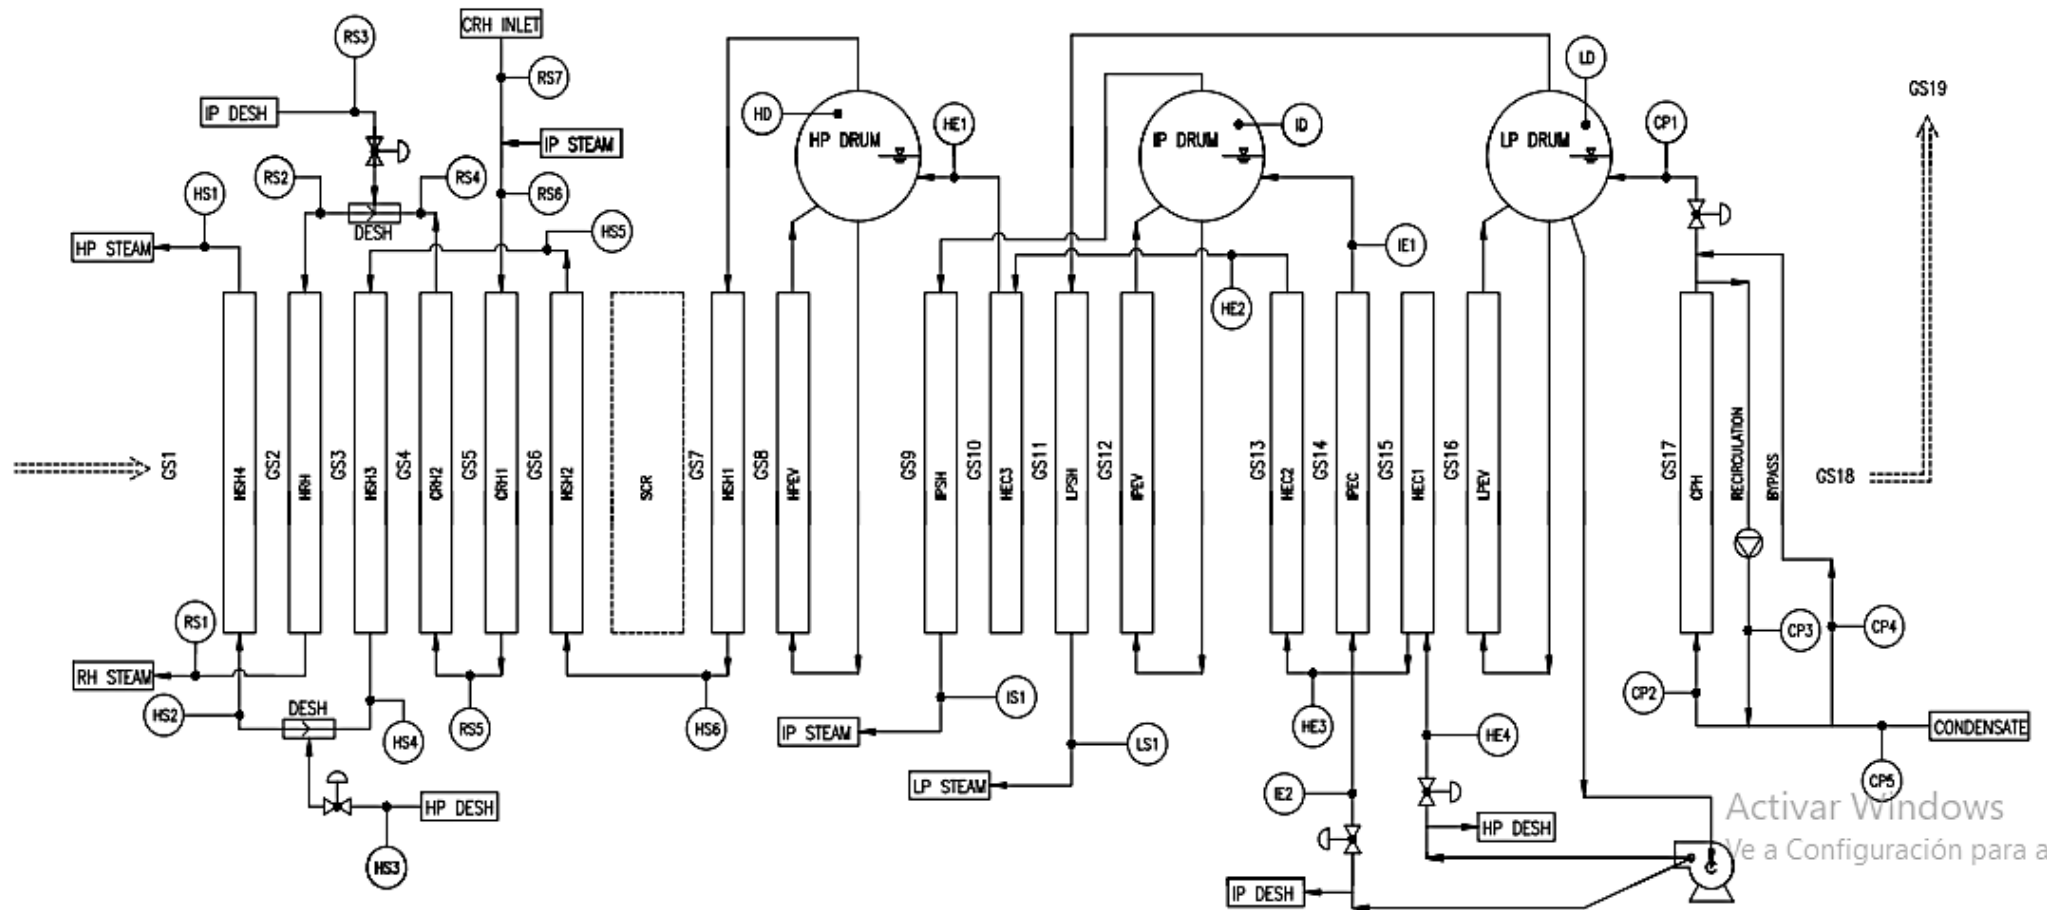 CRH INLET
RS3
RS7
LD
GS19
IP DESH
HD
HP DRUM
HE1
IP DRUM
ID
LP DRUM
CP1
IP STEAM
RS2
RS4
RS6
HS1
DESH
HS5
HP STEAM
IE1
HE2
GS1
HSH4
GS2
HRH
GS3
HSH3
GS4
CRH2
GS5
CRH1
GS6
HSH2
SCR
GS7
HSH1
GS8
HPEV
GS9
IPSH
GS10
HEC3
GS11
LPSH
GS12
IPEV
GS13
HEC2
GS14
IPEC
GS15
HEC1
GS16
LPEV
GS17
CPH
RECIRCULATION
BYPASS
GS18
RS1
CP3
CP4
RH STEAM
CP2
HS2
DESH
HS4
RS5
HS6
IS1
HE3
HE4
CONDENSATE
IP STEAM
LS1
LP STEAM
IE2
CP5
HP DESH
HP DESH
HS3
IP DESH
Activar Windows
Ve a Configuración para a